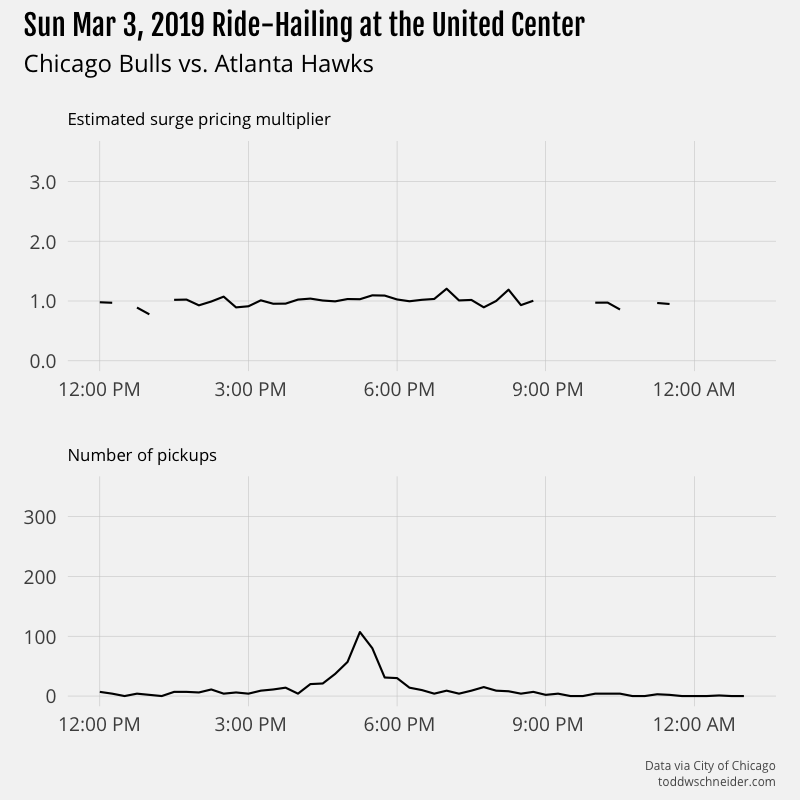 Sun Mar 3, 2019 Ride-Hailing at the United Center
Chicago Bulls vs. Atlanta Hawks
Estimated surge pricing multiplier
3.0
2.0
1.0
0.0
12:00 PM 3:00 PM 6:00 PM 9:00 PM 12:00 AM
Number of pickups
300
200
100
0
12:00 PM 3:00 PM 6:00 PM 9:00 PM 12:00 AM
Data via City of Chicago
toddwschneider.com